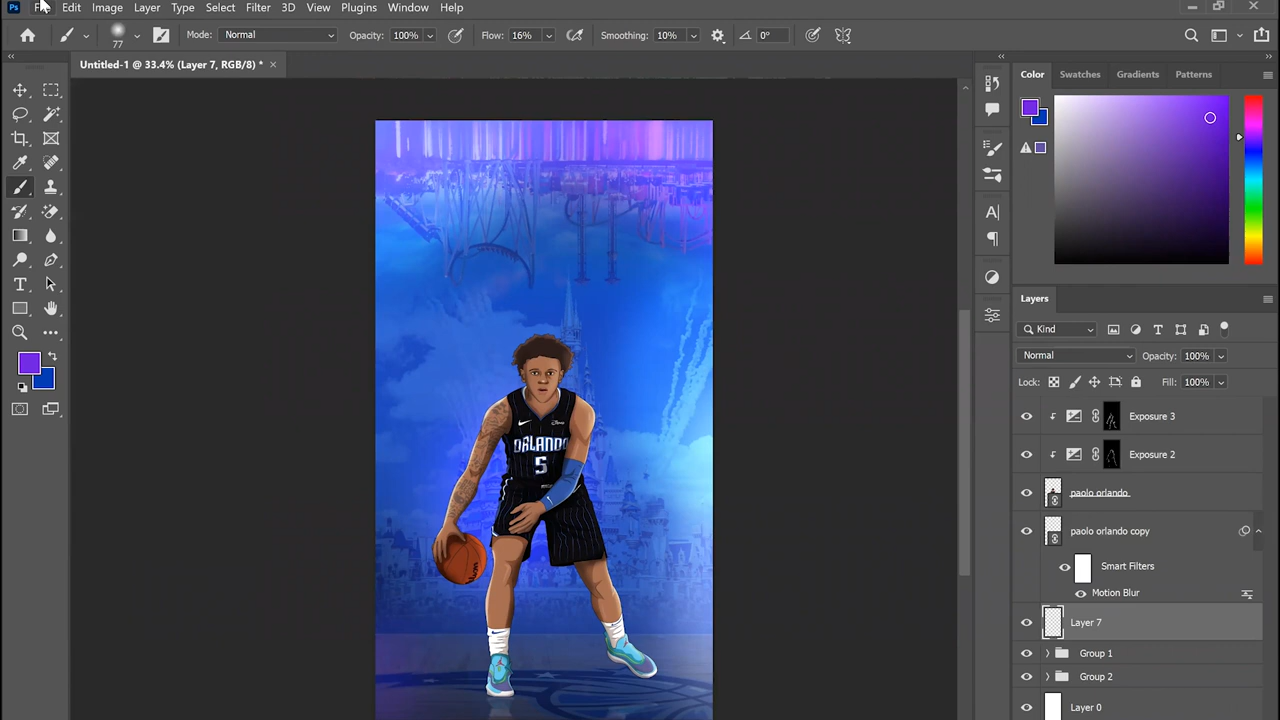 Ps F Edit Image Layer Type Select Filter 3D View Plugins Window Help
77 Mode: Normal Opacity: 100% Flow: 16% Smoothing: 10% 0°
Untitled-1 @ 33.4% (Layer 7, RGB/8) *
Color Swatches Gradients Patterns
Layers
Kind
Normal Opacity: 100%
Lock: Fill: 100%
Exposure 3
Exposure 2
paolo orlando
paolo orlando copy
Smart Filters
Motion Blur
Layer 7
Group 1
Group 2
Layer 0
ORLANDO
5